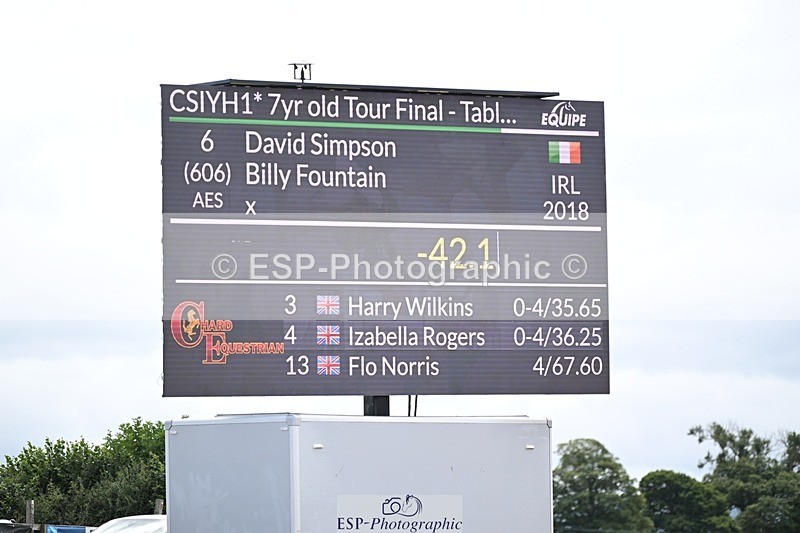 CSIYH1* 7yr old Tour Final - Tabl...
EQUIPE
6 David Simpson
(606) Billy Fountain IRL
AES x 2018
-42.1
© ESP-Photographic ©
3 Harry Wilkins 0-4/35.65
4 Izabella Rogers 0-4/36.25
13 Flo Norris 4/67.60
CHARD
EQUESTRIAN
ESP-Photographic